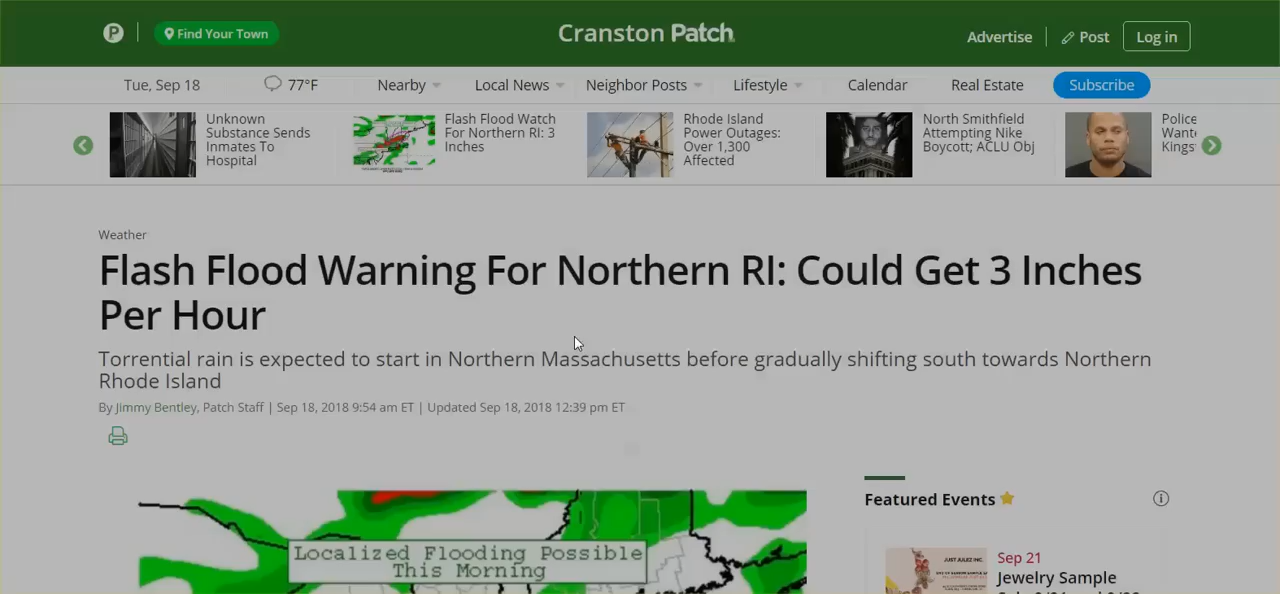 P
Find Your Town
Cranston Patch
Advertise
Post
Log in
Tue, Sep 18
77°F
Nearby
Local News
Neighbor Posts
Lifestyle
Calendar
Real Estate
Subscribe
Unknown
Substance Sends
Inmates To
Hospital
Flash Flood Watch
For Northern RI: 3
Inches
Rhode Island
Power Outages:
Over 1,300
Affected
North Smithfield
Attempting Nike
Boycott; ACLU Obj
Police
Wante
Kings
Weather
Flash Flood Warning For Northern RI: Could Get 3 Inches
Per Hour
Torrential rain is expected to start in Northern Massachusetts before gradually shifting south towards Northern
Rhode Island
By Jimmy Bentley, Patch Staff | Sep 18, 2018 9:54 am ET | Updated Sep 18, 2018 12:39 pm ET
Localized Flooding Possible
This Morning
Featured Events
JUST JULEZ INC.
Sep 21
Jewelry Sample